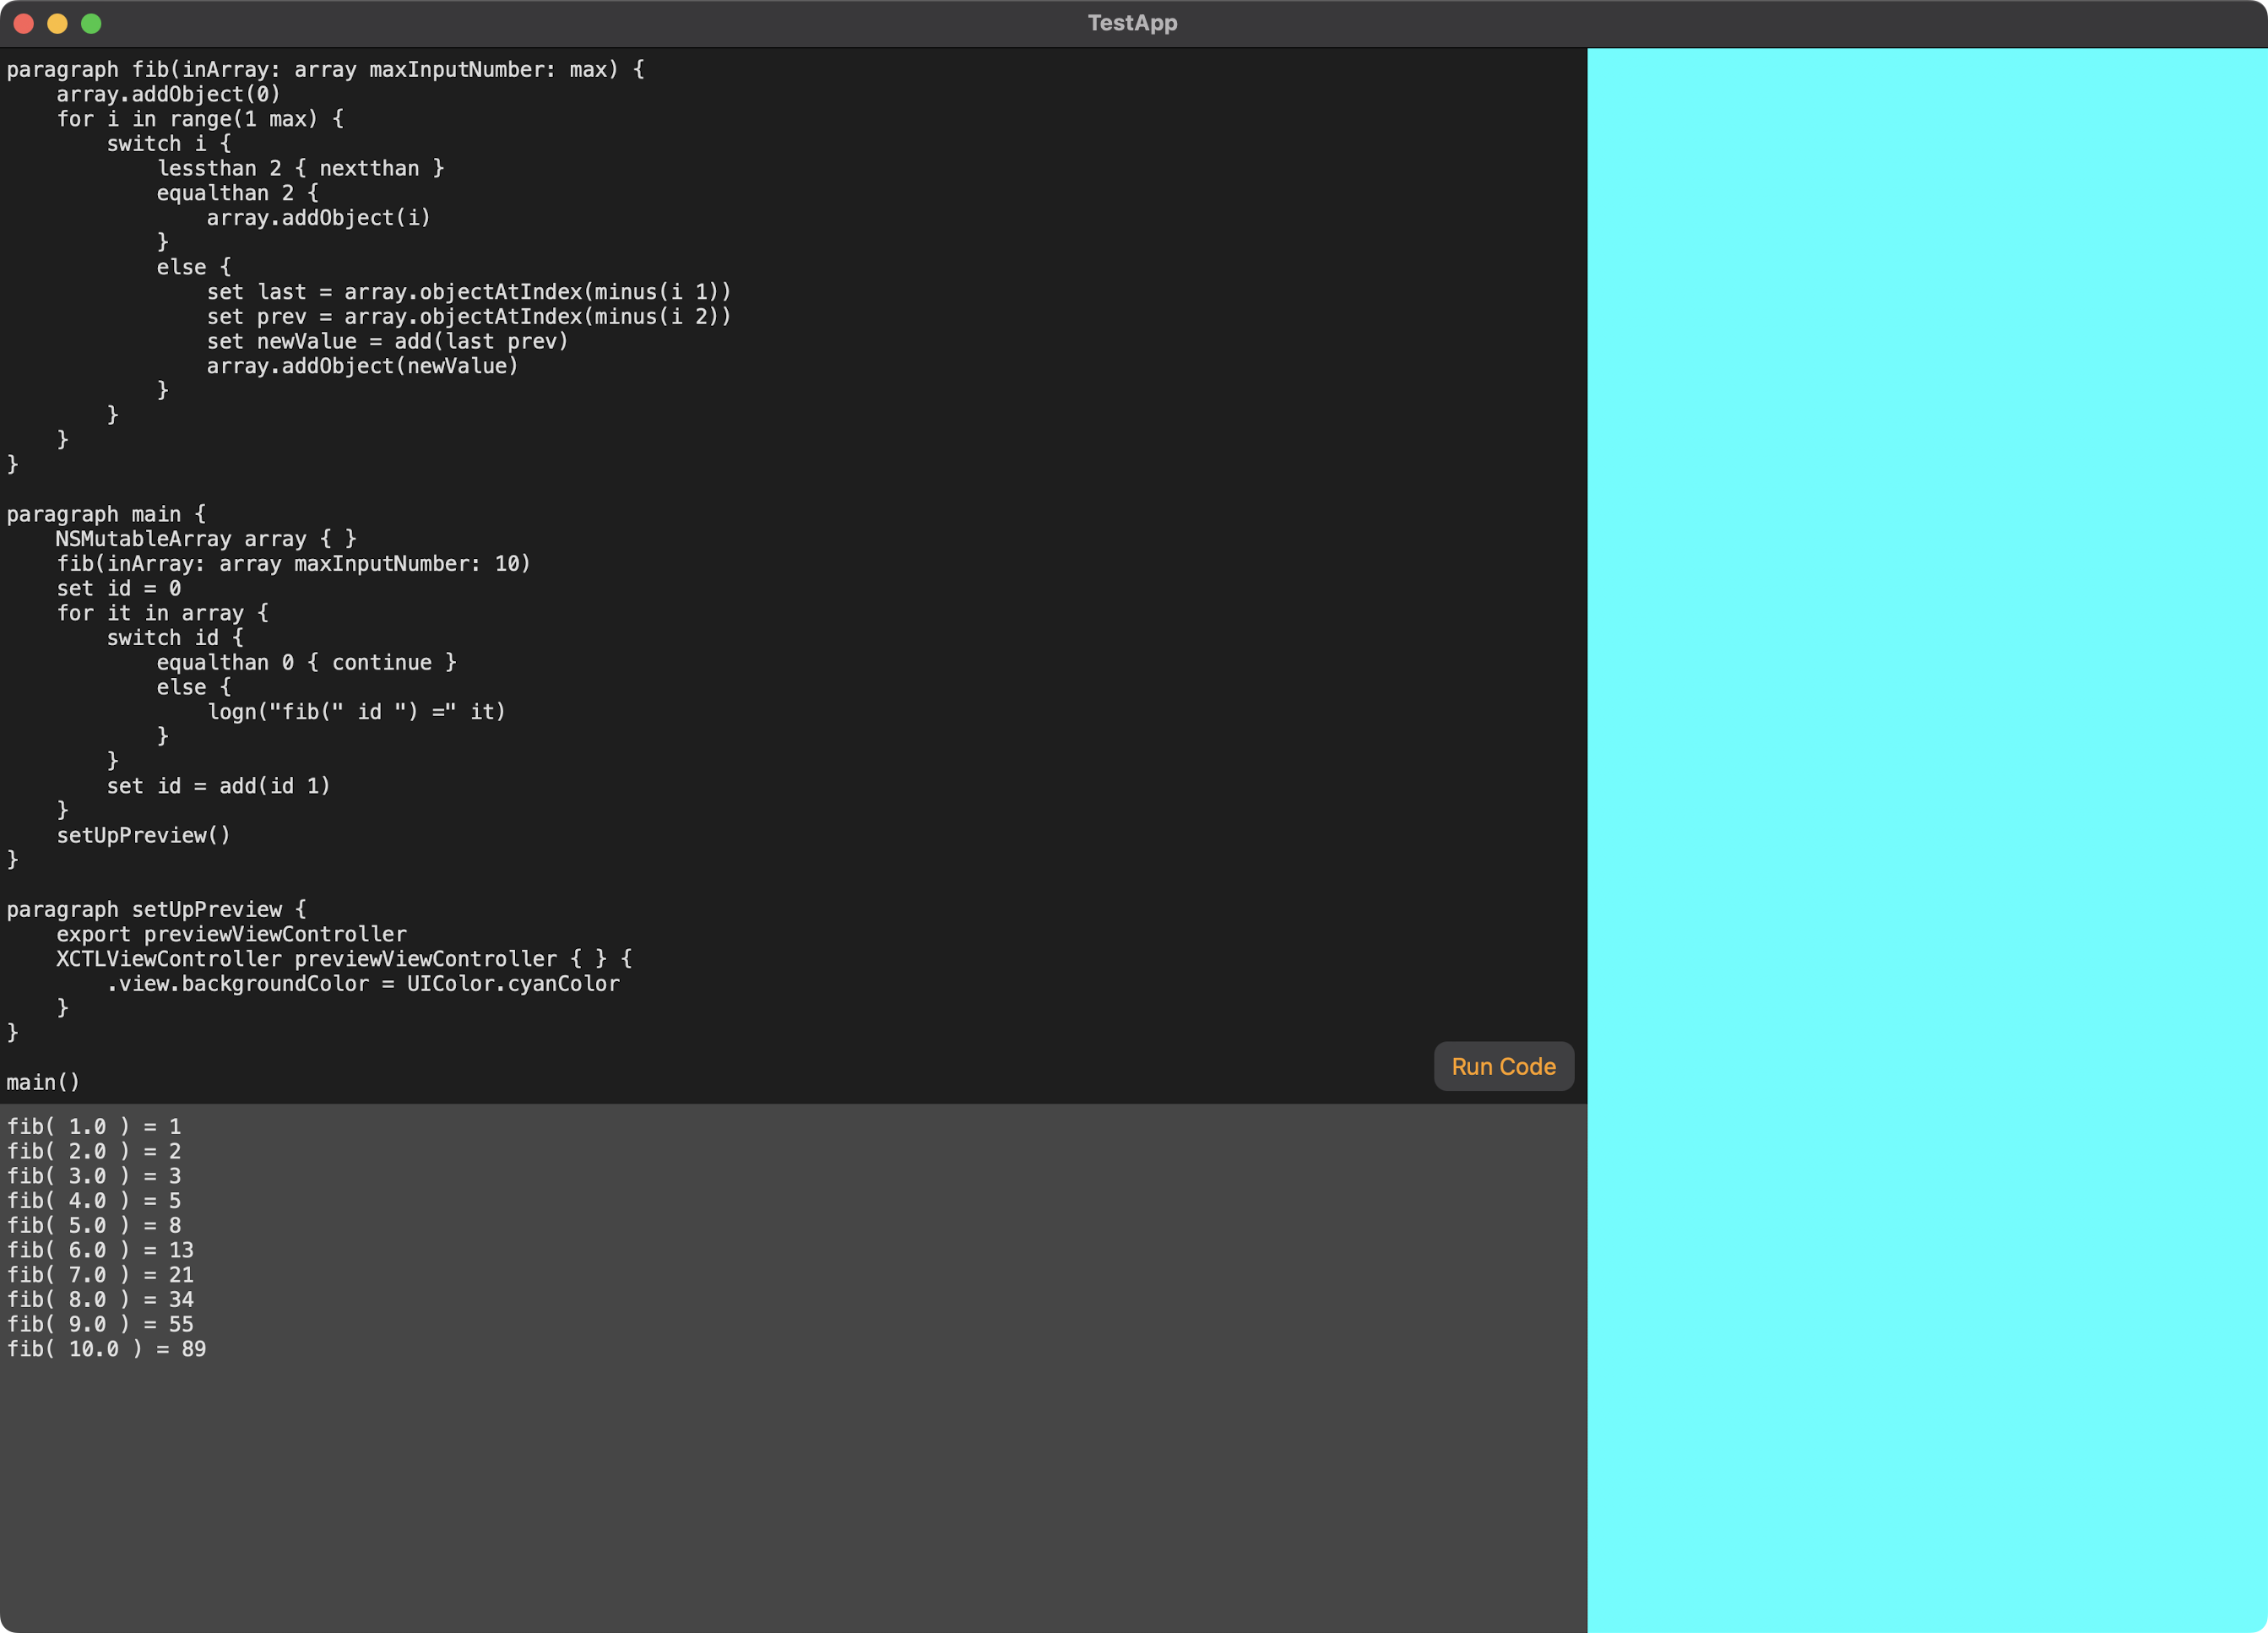 TestApp
paragraph fib(inArray: array maxInputNumber: max) {
    array.addObject(0)
    for i in range(1 max) {
        switch i {
            lessthan 2 { nextthan }
            equalthan 2 {
                array.addObject(i)
            }
            else {
                set last = array.objectAtIndex(minus(i 1))
                set prev = array.objectAtIndex(minus(i 2))
                set newValue = add(last prev)
                array.addObject(newValue)
            }
        }
    }
}

paragraph main {
    NSMutableArray array { }
    fib(inArray: array maxInputNumber: 10)
    set id = 0
    for it in array {
        switch id {
            equalthan 0 { continue }
            else {
                logn("fib(" id ") =" it)
            }
        }
        set id = add(id 1)
    }
    setUpPreview()
}

paragraph setUpPreview {
    export previewViewController
    XCTLViewController previewViewController { } {
        .view.backgroundColor = UIColor.cyanColor
    }
}

main()
Run Code
fib( 1.0 ) = 1
fib( 2.0 ) = 2
fib( 3.0 ) = 3
fib( 4.0 ) = 5
fib( 5.0 ) = 8
fib( 6.0 ) = 13
fib( 7.0 ) = 21
fib( 8.0 ) = 34
fib( 9.0 ) = 55
fib( 10.0 ) = 89